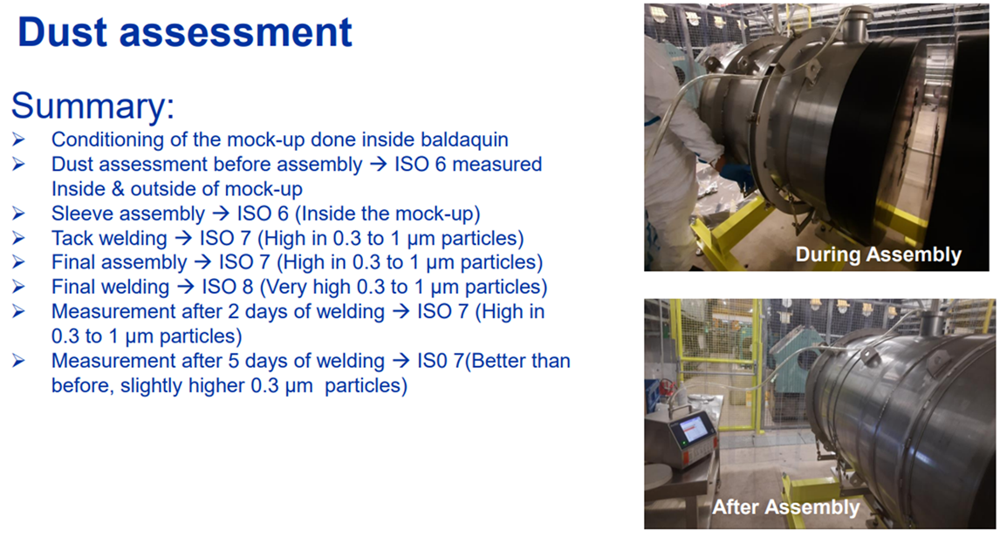 Dust assessment
Summary:
➢ Conditioning of the mock-up done inside baldaquin
➢ Dust assessment before assembly → ISO 6 measured
Inside & outside of mock-up
➢ Sleeve assembly → ISO 6 (Inside the mock-up)
➢ Tack welding → ISO 7 (High in 0.3 to 1 µm particles)
➢ Final assembly → ISO 7 (High in 0.3 to 1 µm particles)
➢ Final welding → ISO 8 (Very high 0.3 to 1 µm particles)
➢ Measurement after 2 days of welding → ISO 7 (High in
0.3 to 1 µm particles)
➢ Measurement after 5 days of welding → IS0 7(Better than
before, slightly higher 0.3 µm  particles)
During Assembly
After Assembly